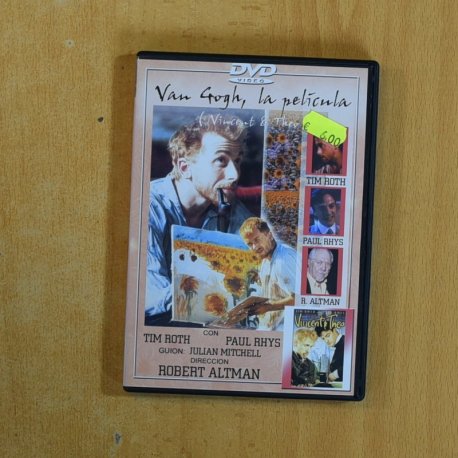 DVD
VIDEO
Van Gogh, la película
(Vincent & Theo)
6,00
TIM ROTH
PAUL RHYS
R. ALTMAN
Vincent & Theo
CON
TIM ROTH PAUL RHYS
GUION: JULIAN MITCHELL
DIRECCION
ROBERT ALTMAN